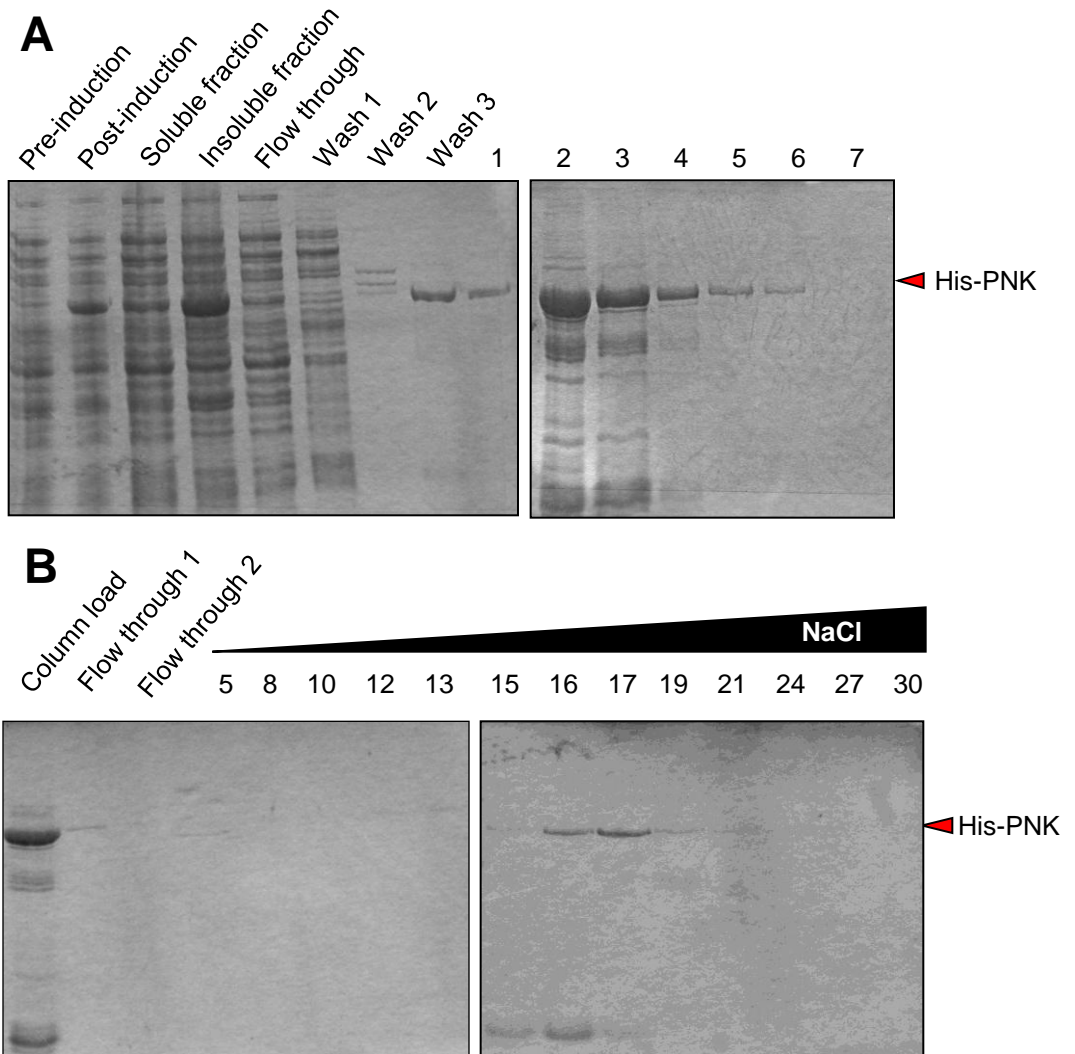 A
Pre-induction
Post-induction
Soluble fraction
Insoluble fraction
Flow through
Wash 1
Wash 2
Wash 3
1 2 3 4 5 6 7
His-PNK
B
Column load
Flow through 1
Flow through 2
NaCl
5 8 10 12 13 15 16 17 19 21 24 27 30
His-PNK